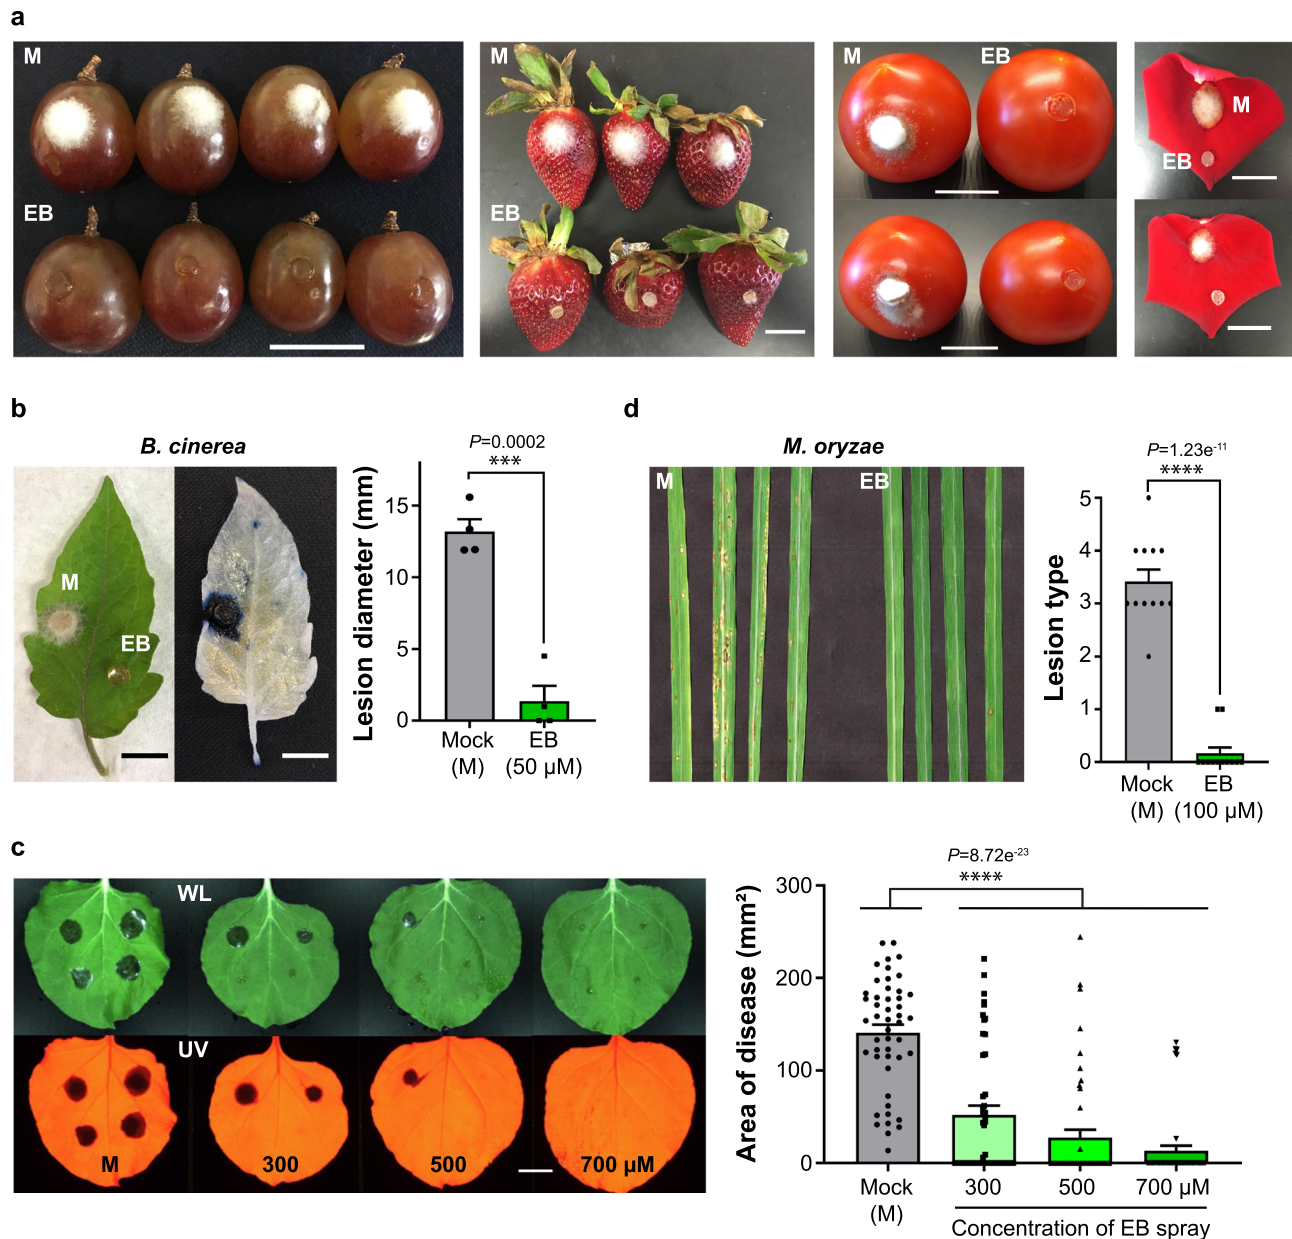 a
M
EB
M
EB
M
EB
M
EB
b
B. cinerea
M
EB
Lesion diameter (mm)
P=0.0002
***
15
10
5
0
Mock
(M)
EB
(50 µM)
d
M. oryzae
M
EB
Lesion type
P=1.23e⁻¹¹
****
5
4
3
2
1
0
Mock
(M)
EB
(100 µM)
c
WL
UV
M
300
500
700 µM
Area of disease (mm²)
P=8.72e⁻²³
****
300
200
100
0
Mock
(M)
300
500
700 µM
Concentration of EB spray